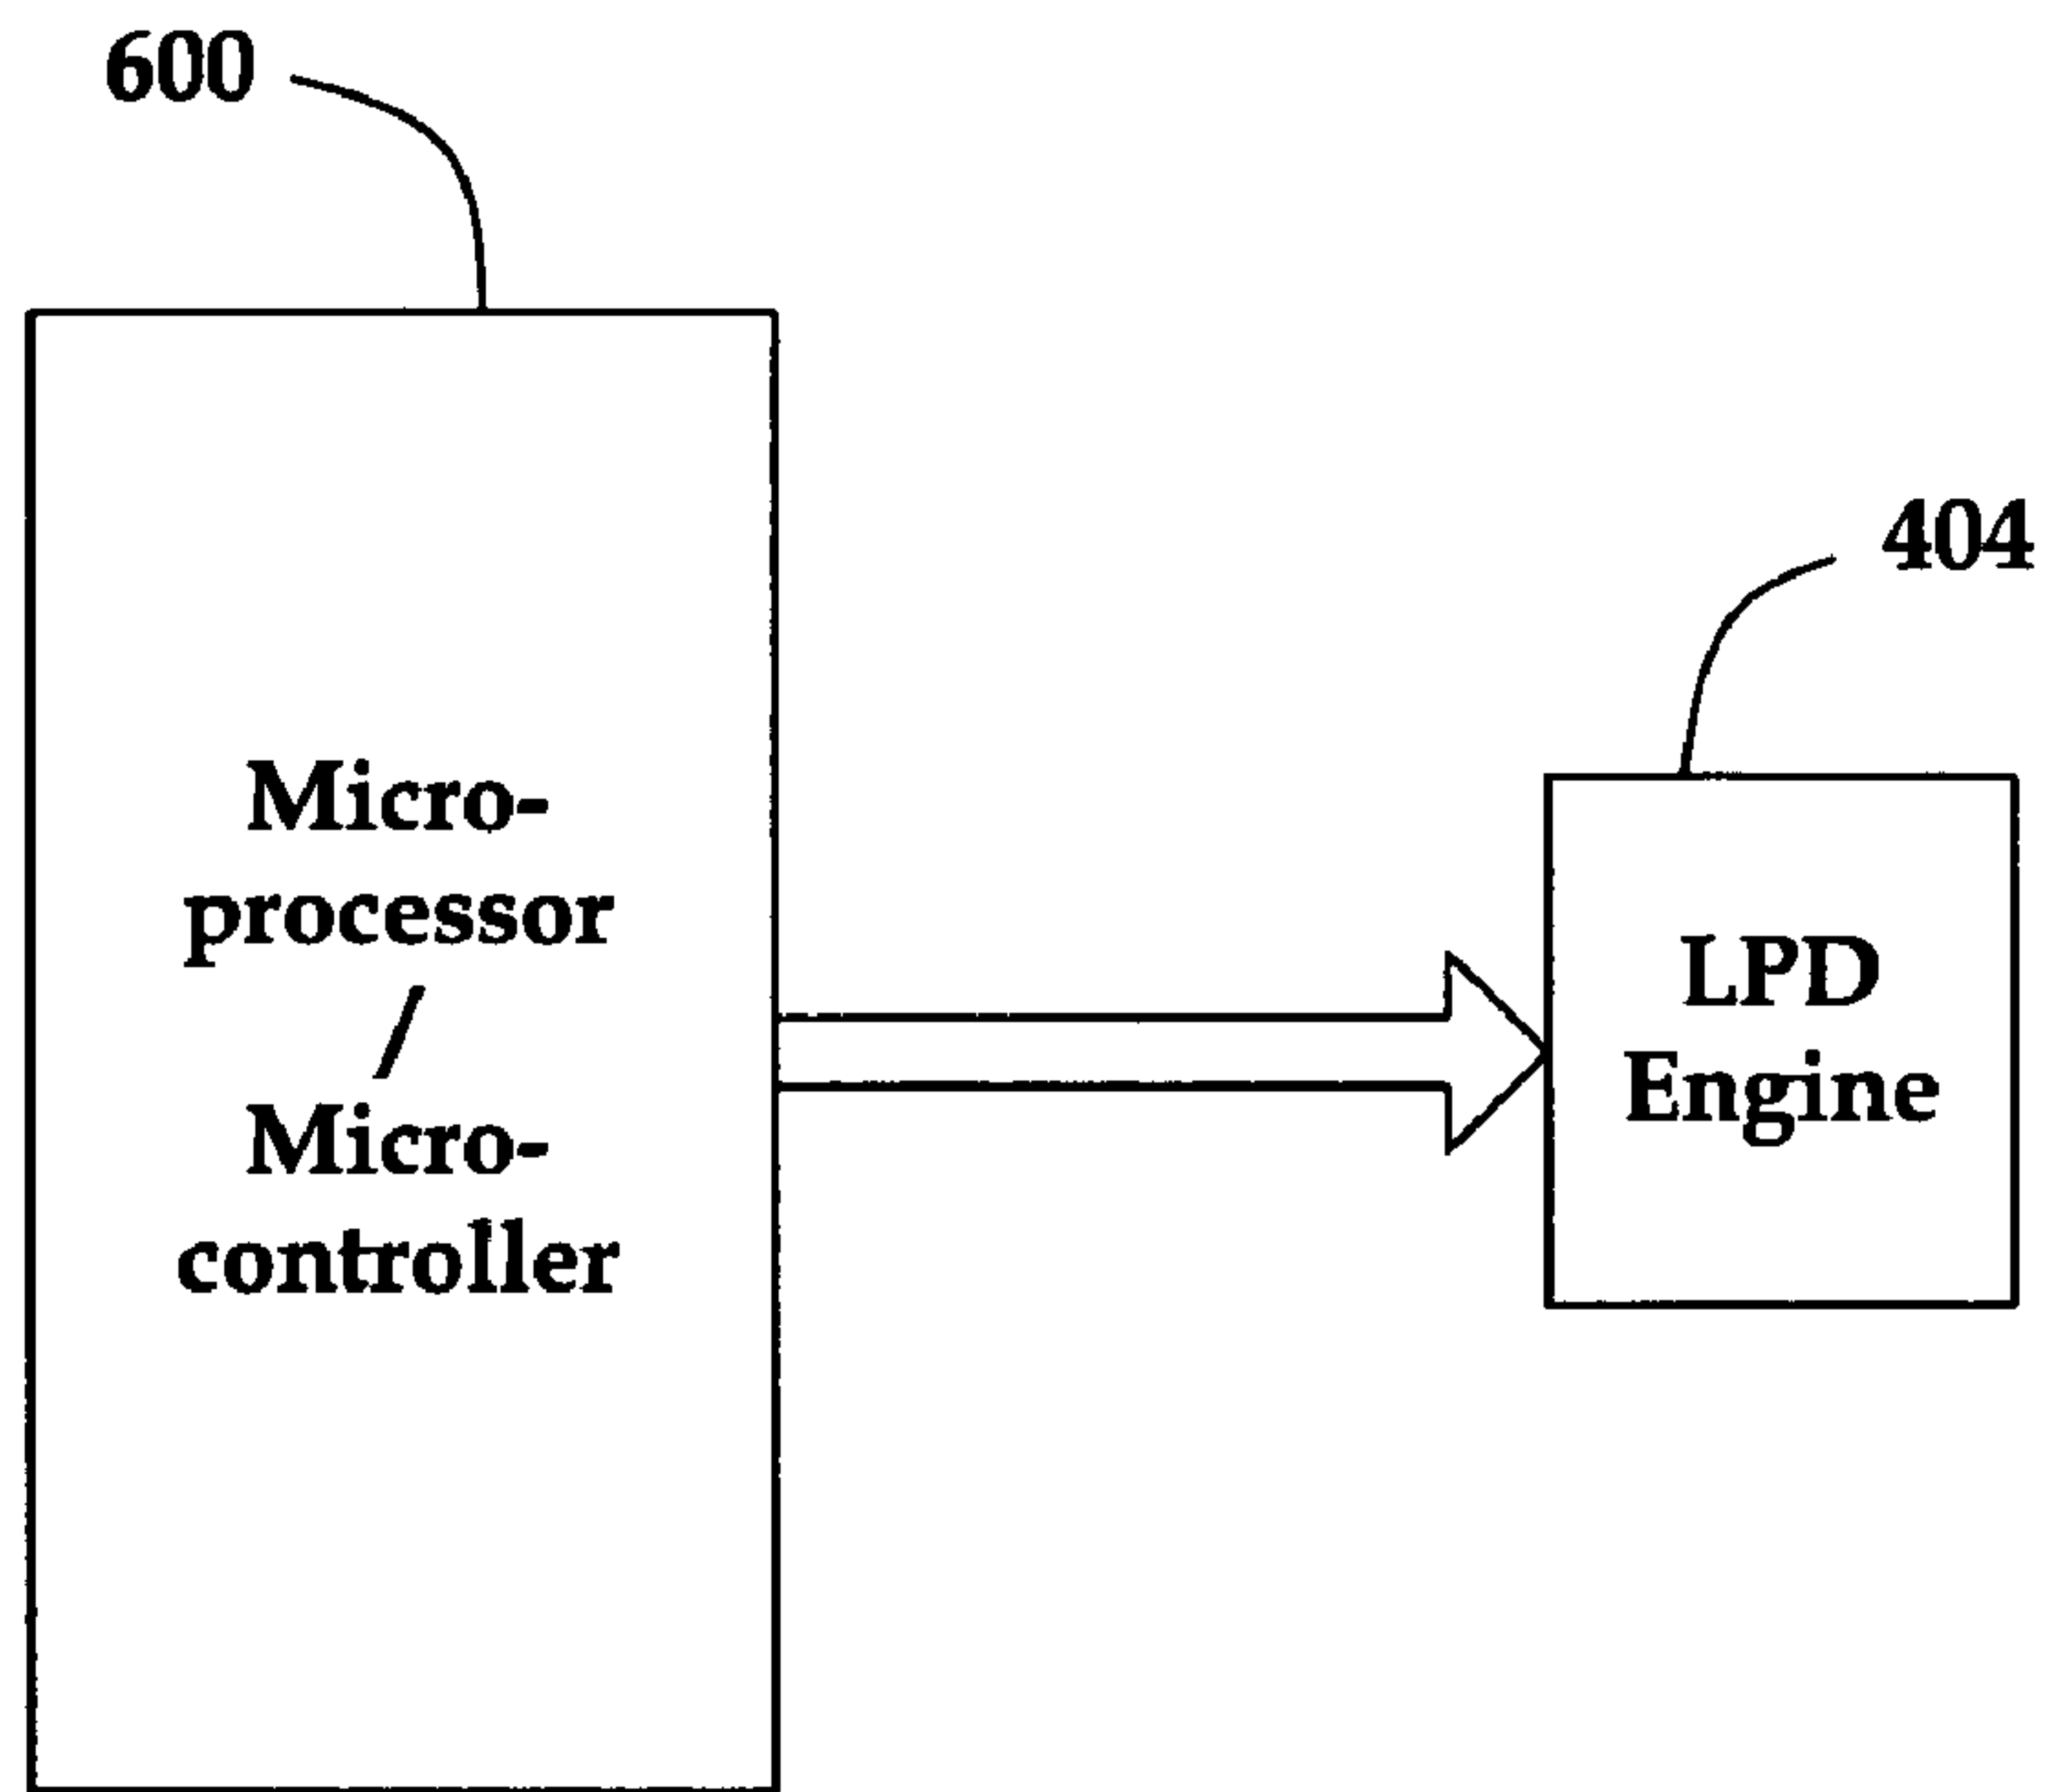 600
404
Micro-
processor
/
Micro-
controller
LPD
Engine